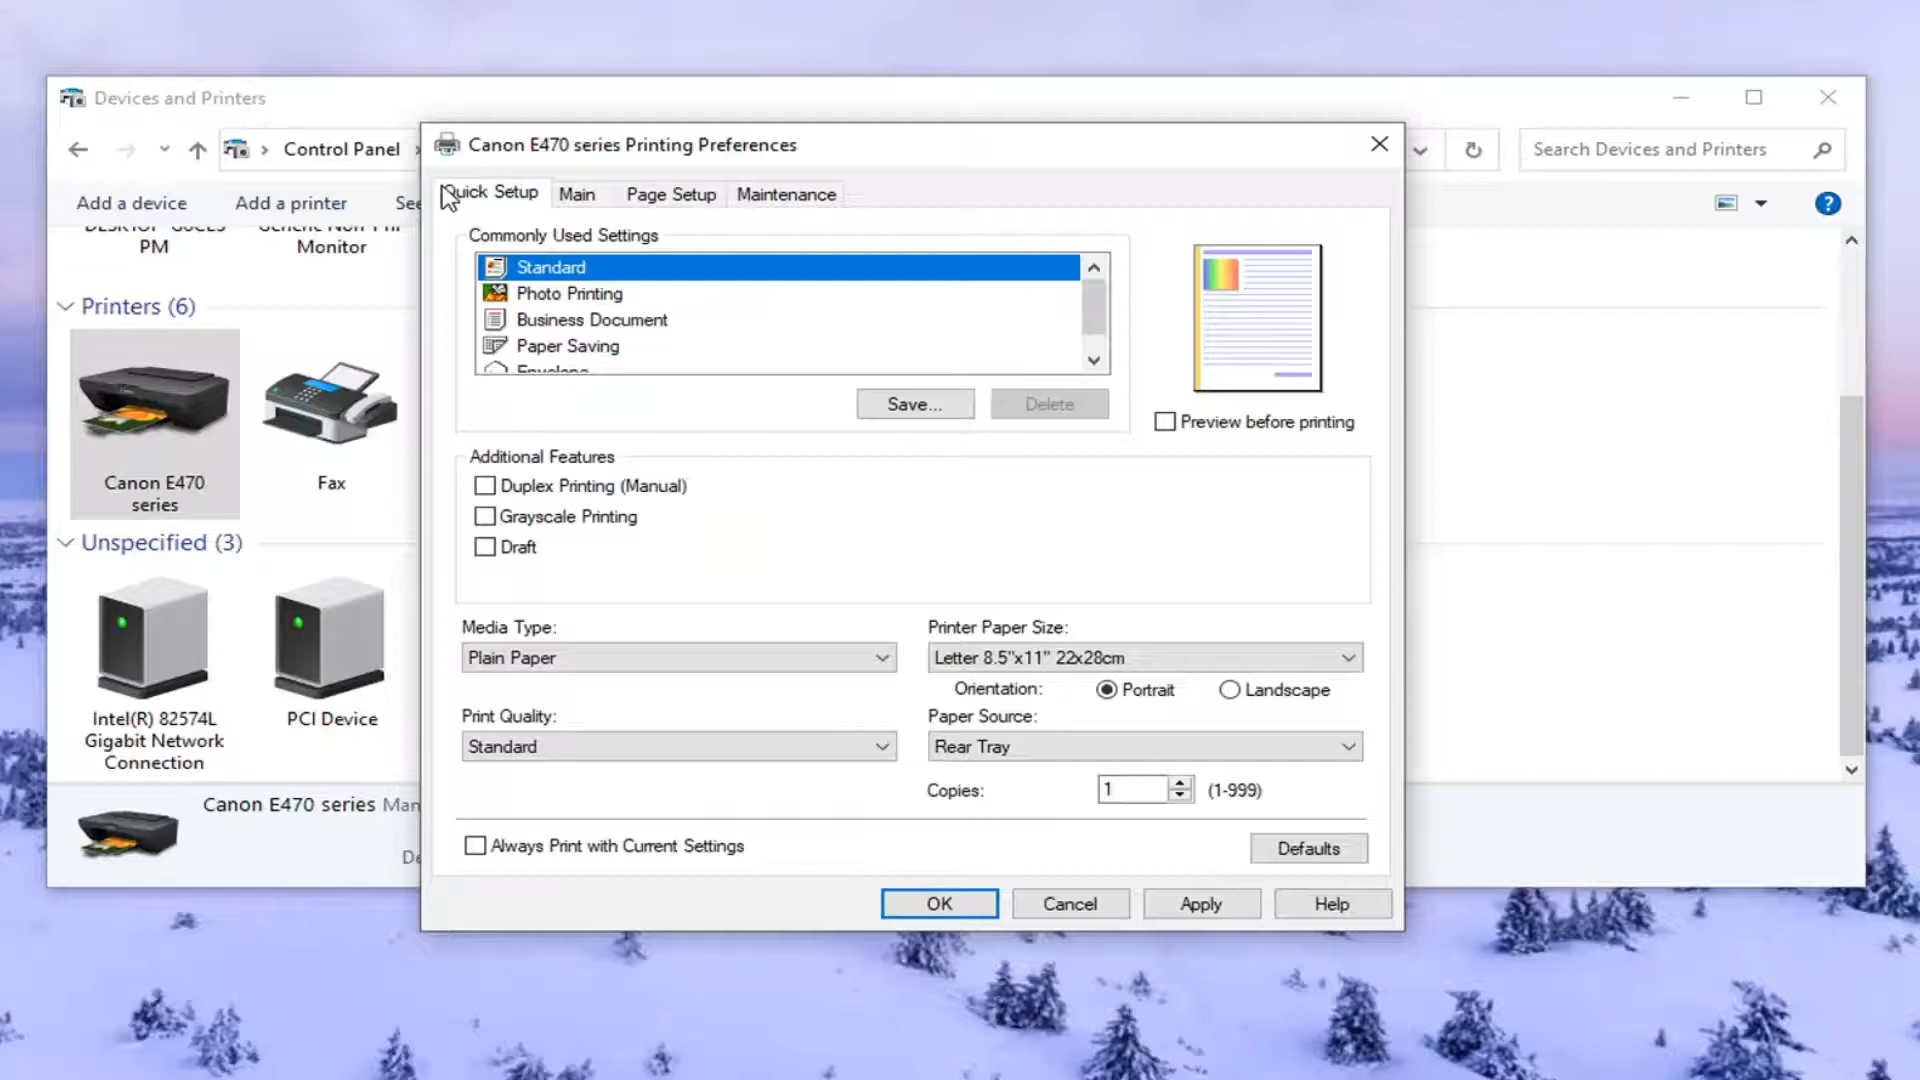 Devices and Printers
Control Panel
Search Devices and Printers
Add a device
Add a printer
See
PM
Monitor
Printers (6)
Canon E470
series
Fax
Unspecified (3)
Intel(R) 82574L
Gigabit Network
Connection
PCI Device
Canon E470 series
Canon E470 series Printing Preferences
Quick Setup
Main
Page Setup
Maintenance
Commonly Used Settings
Standard
Photo Printing
Business Document
Paper Saving
Envelope
Save...
Delete
Preview before printing
Additional Features
Duplex Printing (Manual)
Grayscale Printing
Draft
Media Type:
Plain Paper
Printer Paper Size:
Letter 8.5"x11" 22x28cm
Orientation:
Portrait
Landscape
Print Quality:
Standard
Paper Source:
Rear Tray
Copies:
1
(1-999)
Always Print with Current Settings
Defaults
OK
Cancel
Apply
Help